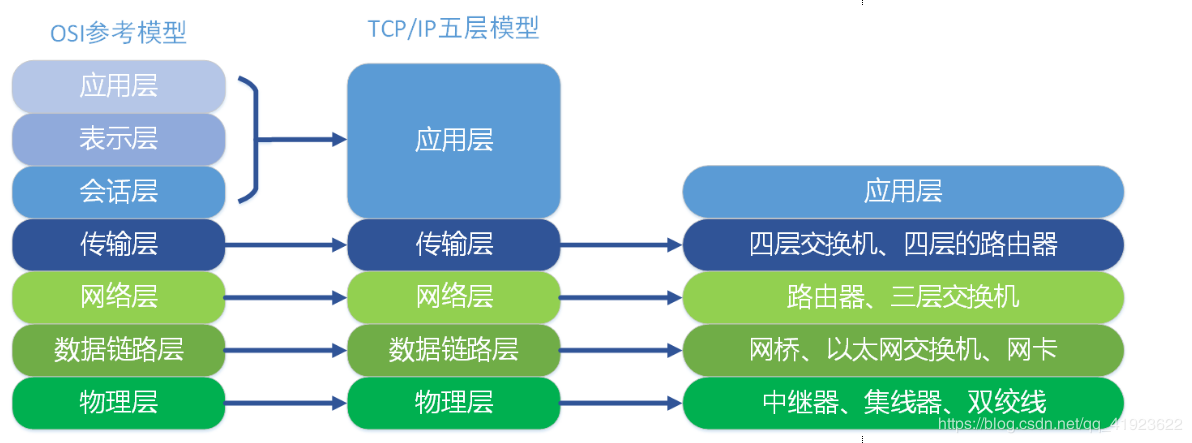 OSI参考模型
TCP/IP五层模型
应用层
表示层
会话层
传输层
网络层
数据链路层
物理层
应用层
传输层
网络层
数据链路层
物理层
应用层
四层交换机、四层的路由器
路由器、三层交换机
网桥、以太网交换机、网卡
中继器、集线器、双绞线
https://blog.csdn.net/qq_41923622